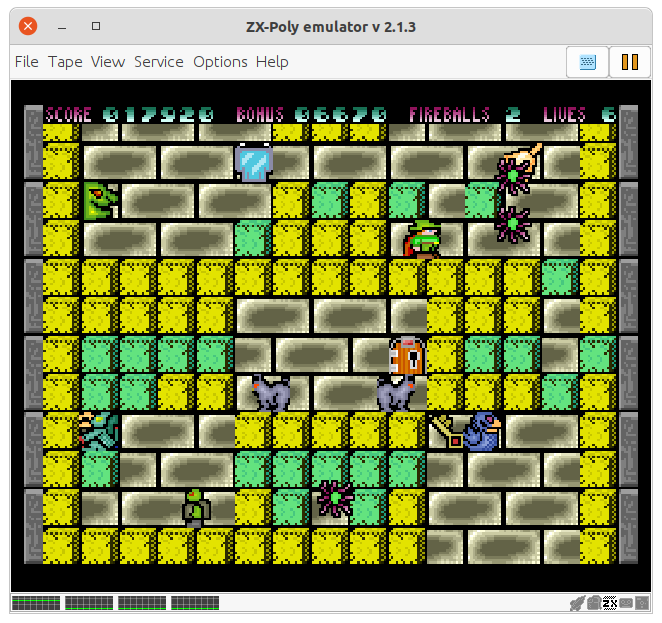 ZX-Poly emulator v 2.1.3
File Tape View Service Options Help
SCORE 017920 BONUS 06670 FIREBALLS 2 LIVES 6
ZX